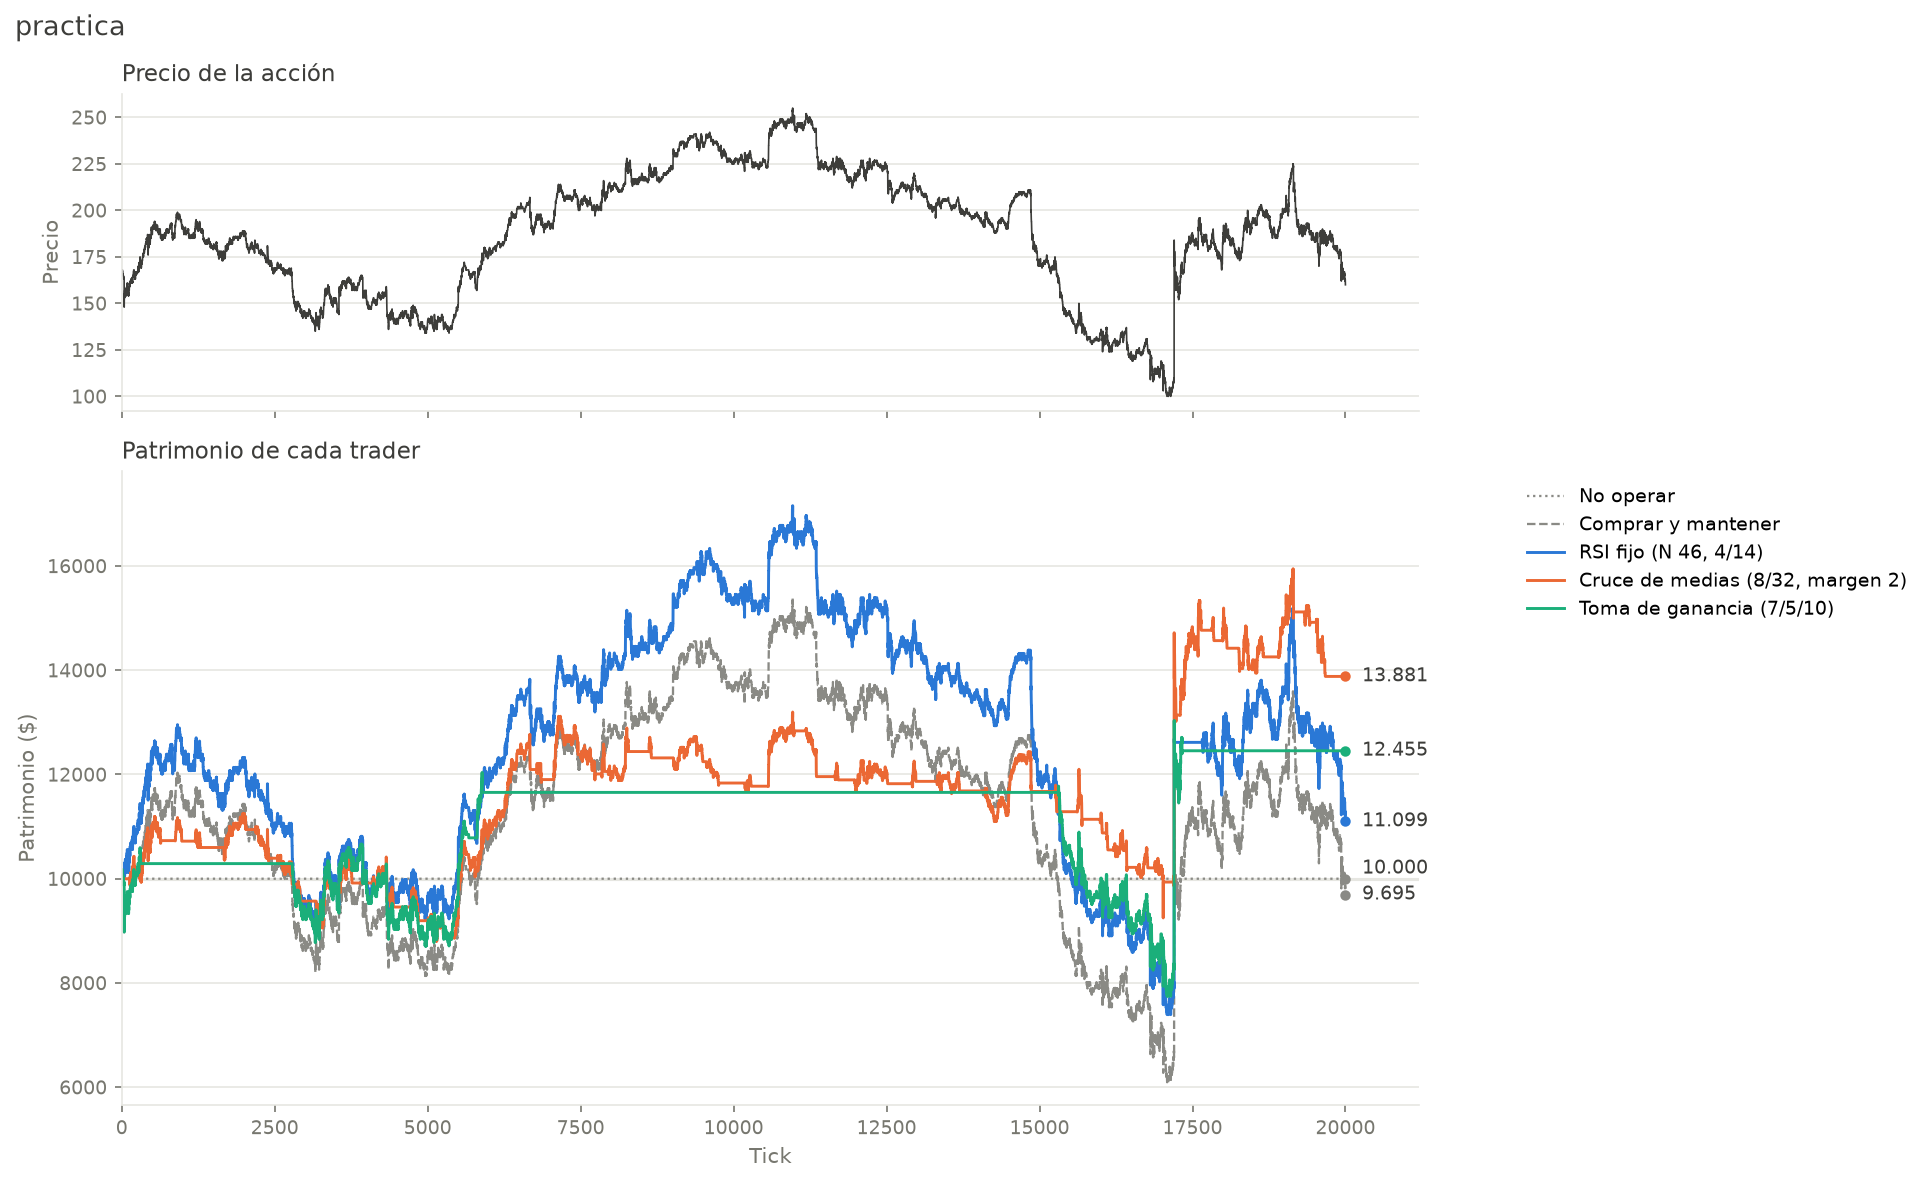 practica
Precio de la acción
Precio
250
225
200
175
150
125
100
Patrimonio de cada trader
Patrimonio ($)
16000
14000
12000
10000
8000
6000
13.881
12.455
11.099
10.000
9.695
0 2500 5000 7500 10000 12500 15000 17500 20000
Tick
No operar
Comprar y mantener
RSI fijo (N 46, 4/14)
Cruce de medias (8/32, margen 2)
Toma de ganancia (7/5/10)